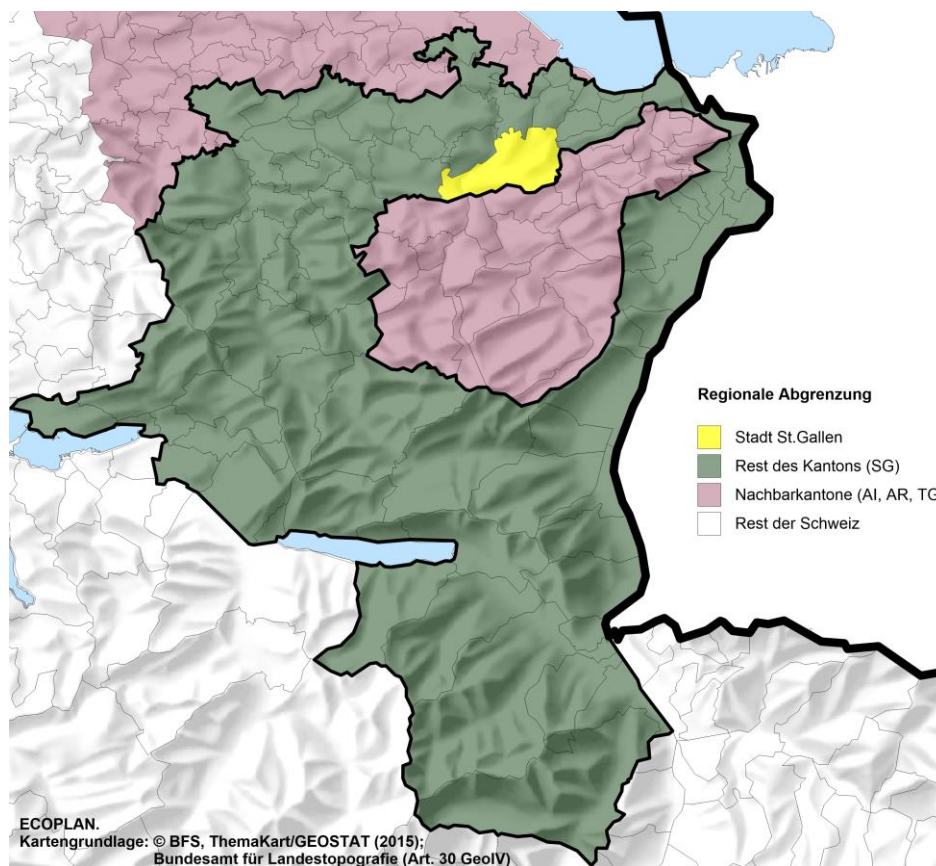 Regionale Abgrenzung
Stadt St.Gallen
Rest des Kantons (SG)
Nachbarkantone (AI, AR, TG
Rest der Schweiz
ECOPLAN.
Kartengrundlage: © BFS, ThemaKart/GEOSTAT (2015);
Bundesamt für Landestopografie (Art. 30 GeoIV)